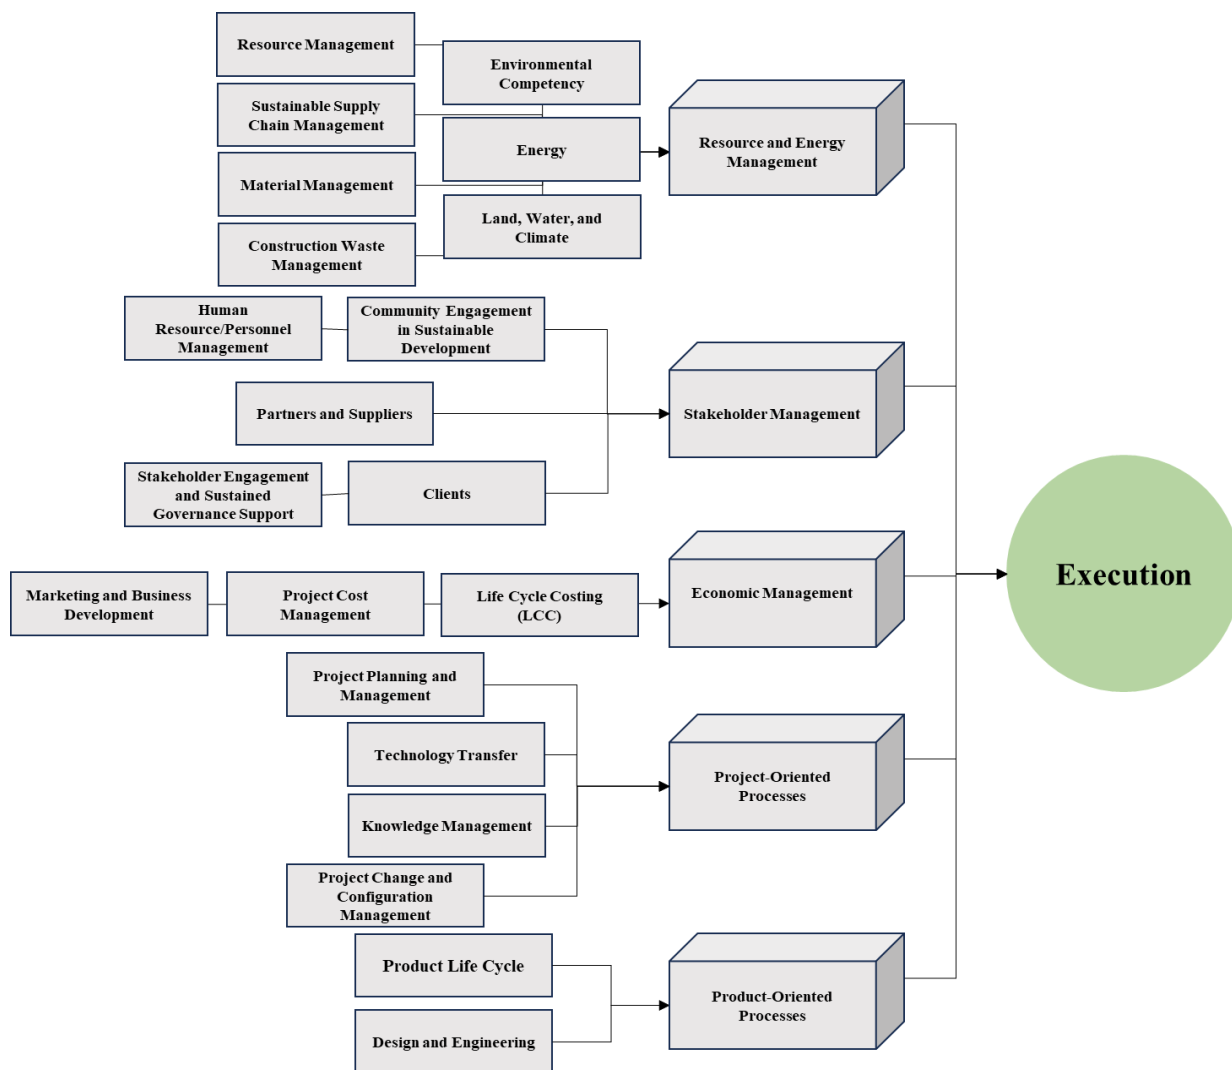 Resource Management
Environmental
Competency
Sustainable Supply
Chain Management
Energy
Resource and Energy
Management
Material Management
Land, Water, and
Climate
Construction Waste
Management
Human
Resource/Personnel
Management
Community Engagement
in Sustainable
Development
Partners and Suppliers
Stakeholder Management
Stakeholder Engagement
and Sustained
Governance Support
Clients
Execution
Marketing and Business
Development
Project Cost
Management
Life Cycle Costing
(LCC)
Economic Management
Project Planning and
Management
Technology Transfer
Project-Oriented
Processes
Knowledge Management
Project Change and
Configuration
Management
Product Life Cycle
Product-Oriented
Processes
Design and Engineering